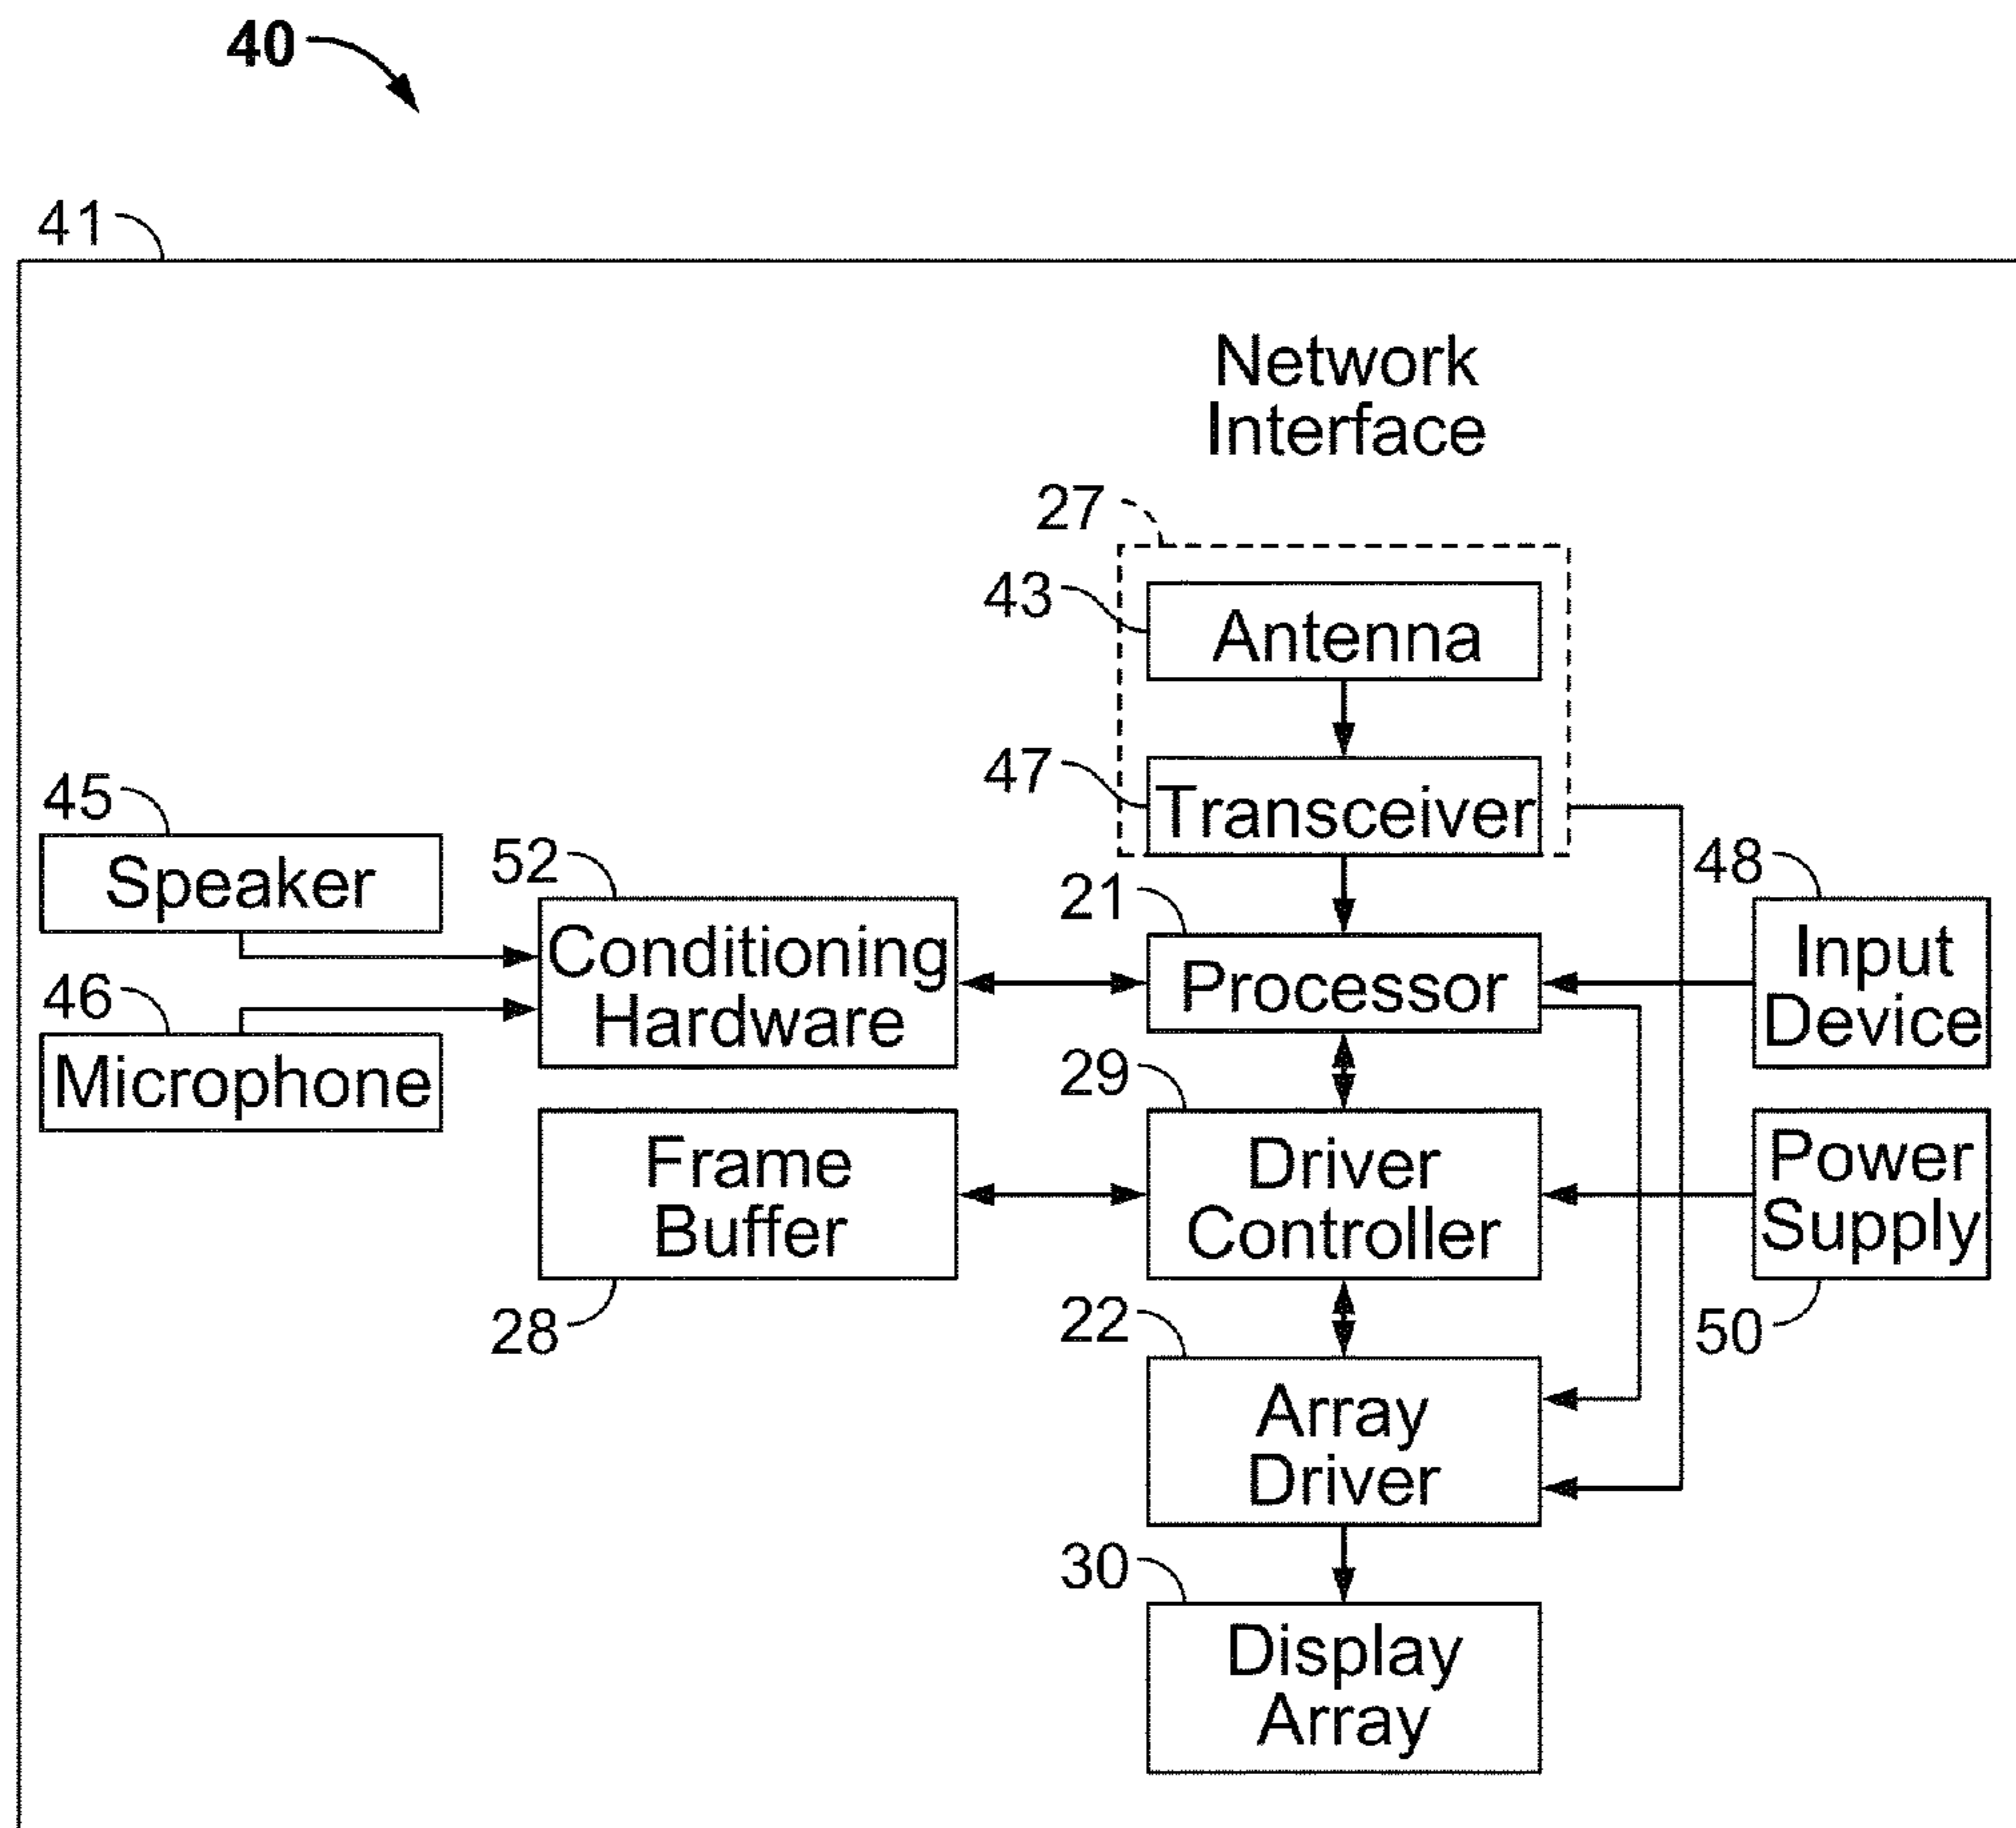 40
41
Network
Interface
27
43
Antenna
47
Transceiver
45
Speaker
52
Conditioning
Hardware
21
Processor
48
Input
Device
46
Microphone
29
Driver
Controller
Frame
Buffer
28
Power
Supply
50
22
Array
Driver
30
Display
Array